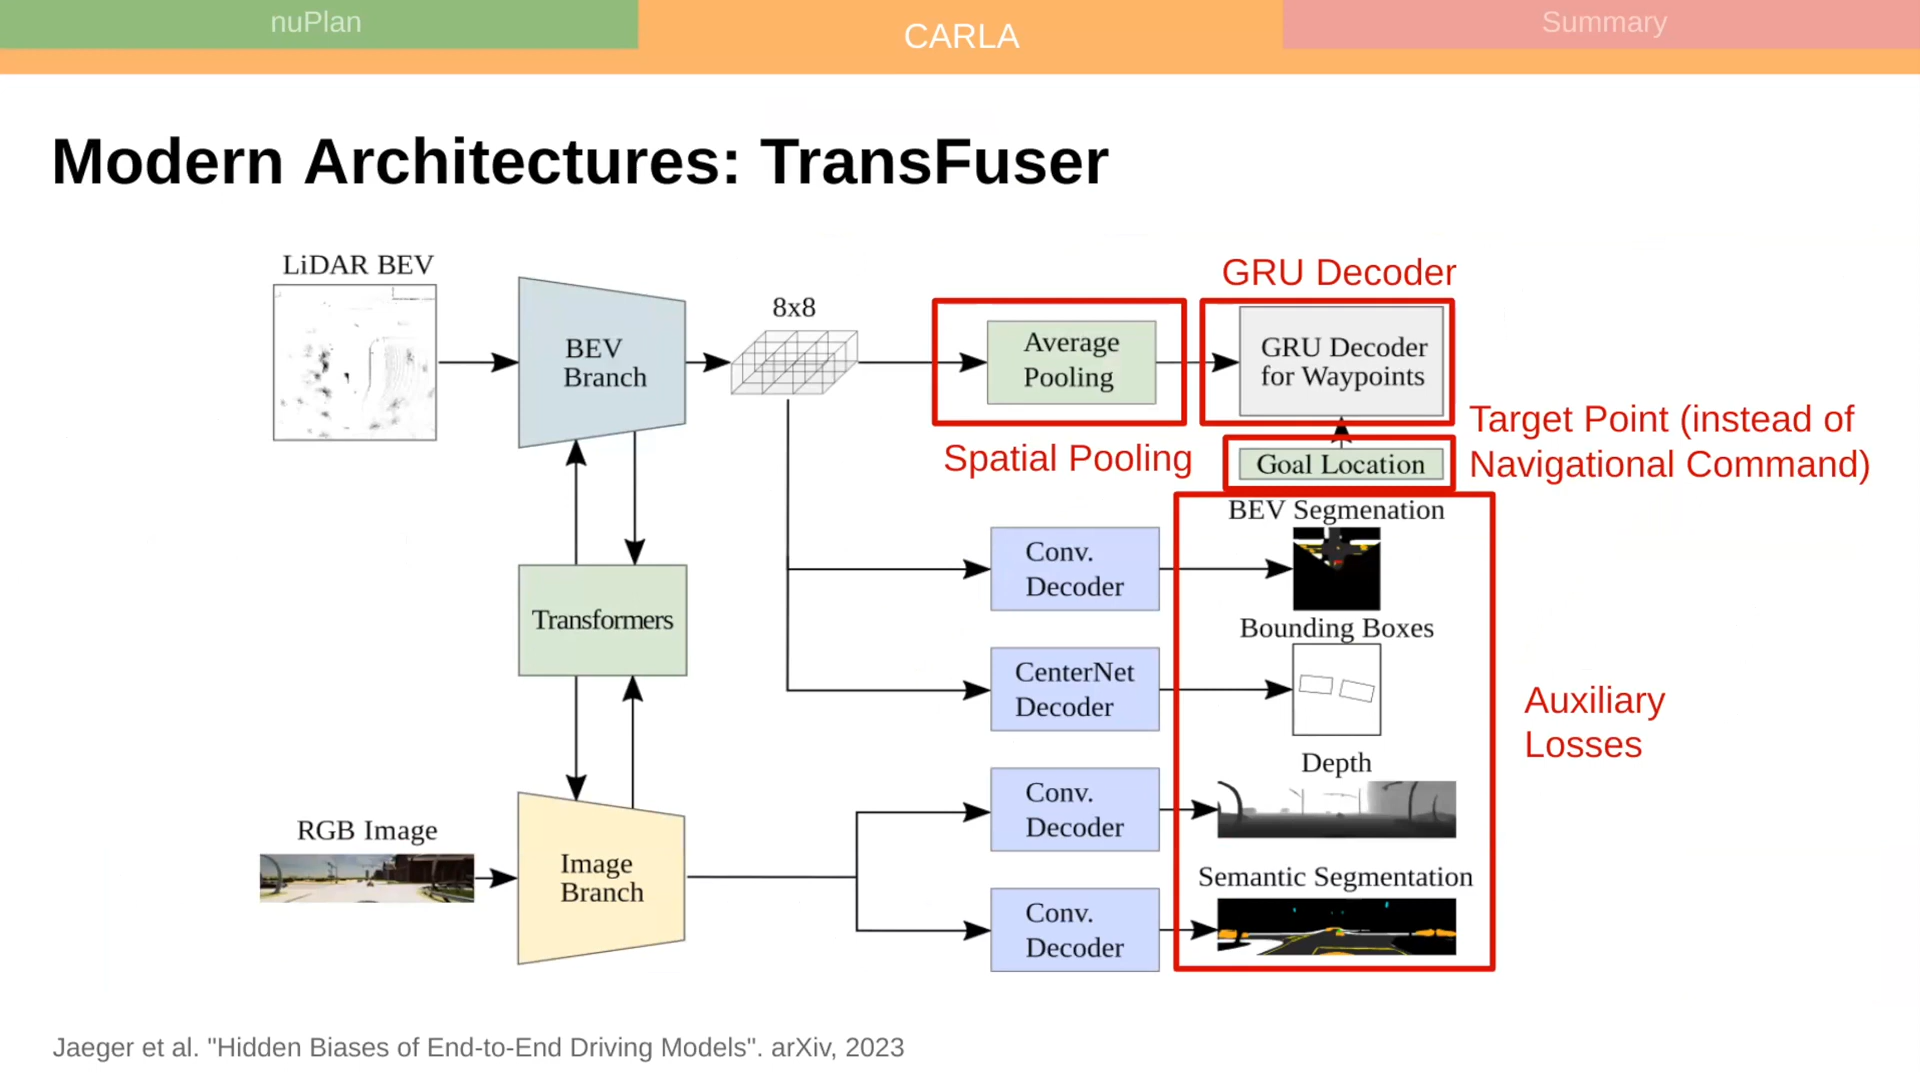 nuPlan
CARLA
Summary
Modern Architectures: TransFuser
LiDAR BEV
BEV
Branch
8x8
Average
Pooling
Spatial Pooling
GRU Decoder
GRU Decoder
for Waypoints
Goal Location
Target Point (instead of
Navigational Command)
Transformers
Conv.
Decoder
BEV Segmenation
CenterNet
Decoder
Bounding Boxes
Auxiliary
Losses
RGB Image
Image
Branch
Conv.
Decoder
Depth
Conv.
Decoder
Semantic Segmentation
Jaeger et al. "Hidden Biases of End-to-End Driving Models". arXiv, 2023